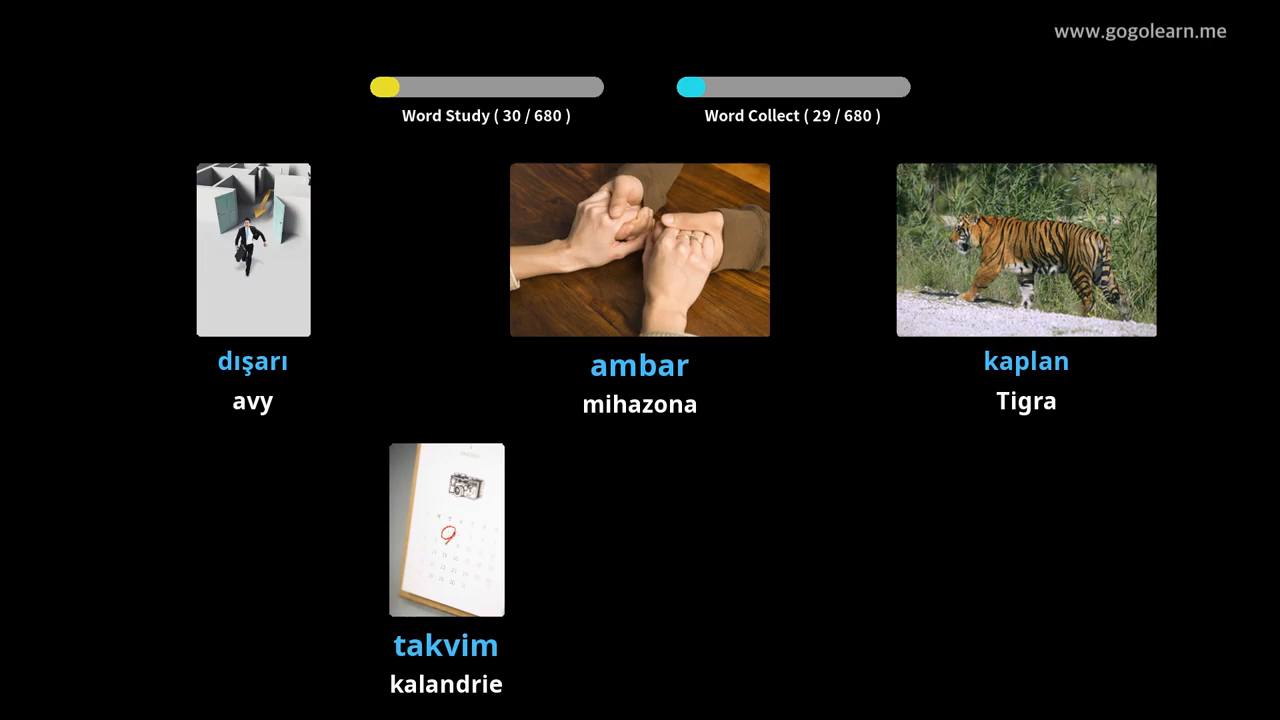 www.gogolearn.me
Word Study ( 30 / 680 )
Word Collect ( 29 / 680 )
dışarı
avy
ambar
mihazona
kaplan
Tigra
takvim
kalandrie